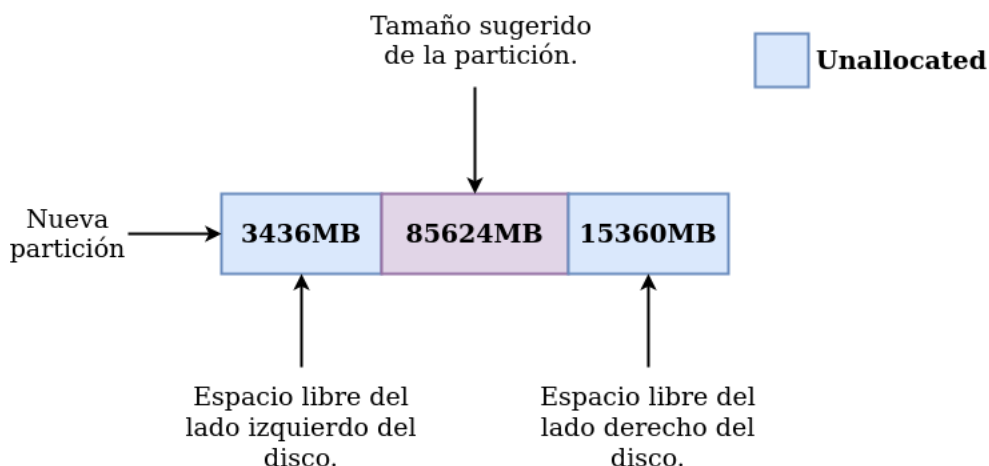 Tamaño sugerido
de la partición.
Unallocated
Nueva
partición
3436MB
85624MB
15360MB
Espacio libre del
lado izquierdo del
disco.
Espacio libre del
lado derecho del
disco.